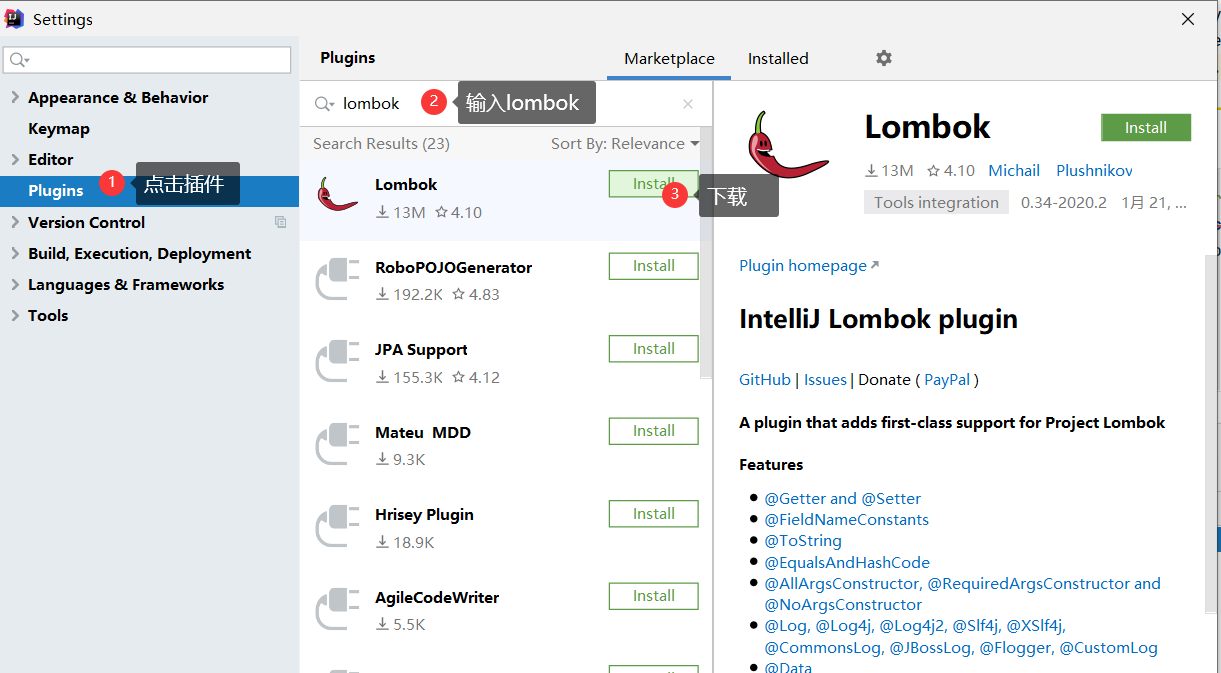 Settings
Appearance & Behavior
Keymap
Editor
Plugins
1
点击插件
Version Control
Build, Execution, Deployment
Languages & Frameworks
Tools
Plugins
Marketplace
Installed
lombok
2
输入lombok
Search Results (23)
Sort By: Relevance
Lombok
13M 4.10
Install
3
下载
RoboPOJOGenerator
192.2K 4.83
Install
JPA Support
155.3K 4.12
Install
Mateu MDD
9.3K
Install
Hrisey Plugin
18.9K
Install
AgileCodeWriter
5.5K
Install
Lombok
Install
13M 4.10 Michail Plushnikov
Tools integration 0.34-2020.2 1月 21, ...
Plugin homepage
IntelliJ Lombok plugin
GitHub | Issues | Donate ( PayPal )
A plugin that adds first-class support for Project Lombok
Features
@Getter and @Setter
@FieldNameConstants
@ToString
@EqualsAndHashCode
@AllArgsConstructor, @RequiredArgsConstructor and
@NoArgsConstructor
@Log, @Log4j, @Log4j2, @Slf4j, @XSlf4j,
@CommonsLog, @JBossLog, @Flogger, @CustomLog
@Data